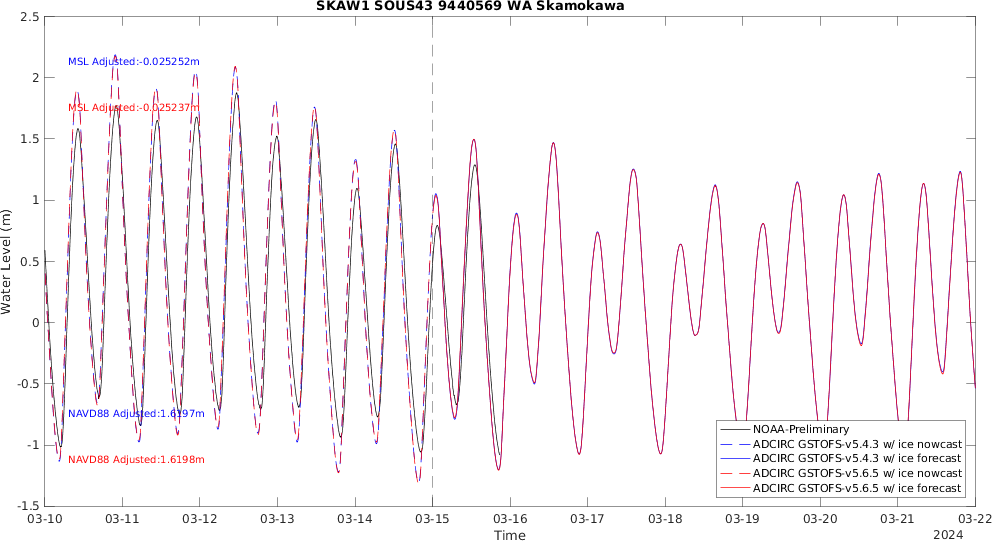 SKAW1 SOUS43 9440569 WA Skamokawa
2.5
2
1.5
1
0.5
0
-0.5
-1
-1.5
Water Level (m)
MSL Adjusted:-0.025252m
MSL Adjusted:-0.025237m
NAVD88 Adjusted:1.6197m
NAVD88 Adjusted:1.6198m
NOAA-Preliminary
ADCIRC GSTOFS-v5.4.3 w/ ice nowcast
ADCIRC GSTOFS-v5.4.3 w/ ice forecast
ADCIRC GSTOFS-v5.6.5 w/ ice nowcast
ADCIRC GSTOFS-v5.6.5 w/ ice forecast
03-10 03-11 03-12 03-13 03-14 03-15 03-16 03-17 03-18 03-19 03-20 03-21 03-22
Time
2024